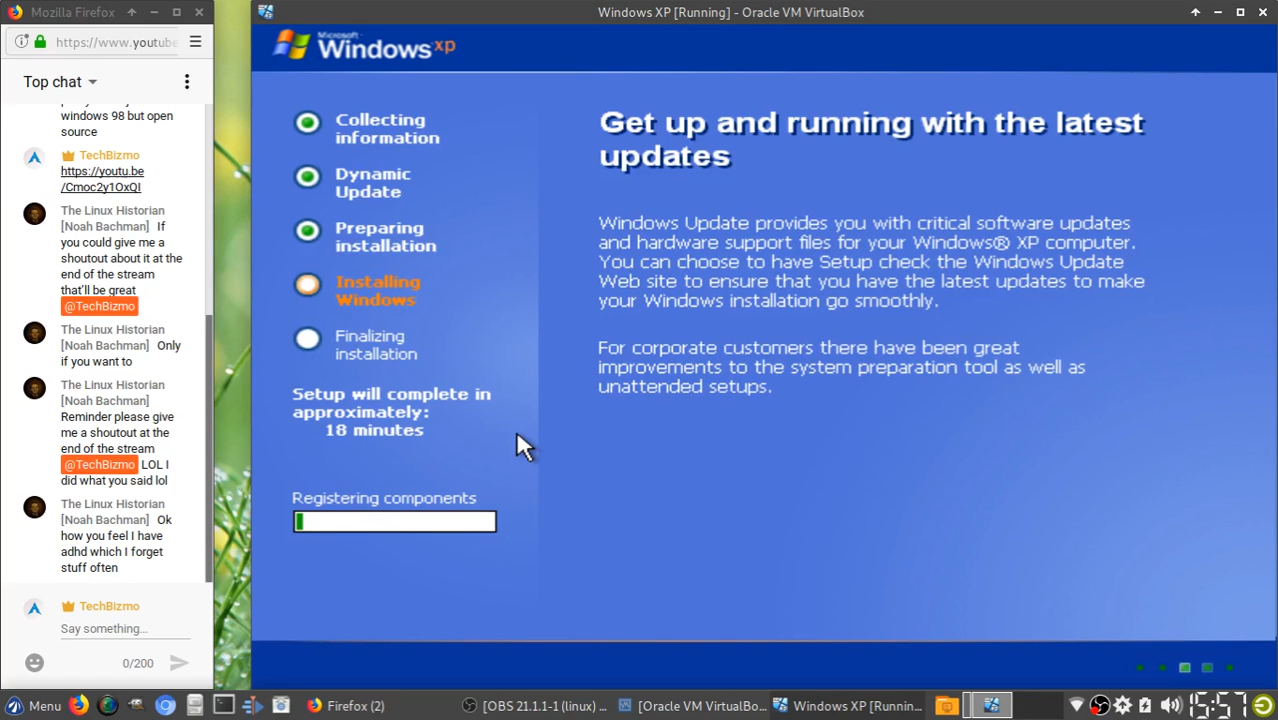 Mozilla Firefox
https://www.youtube
Top chat
windows 98 but open
source
TechBizmo
https://youtu.be
/Cmoc2y1OxQI
The Linux Historian
[Noah Bachman] If
you could give me a
shoutout about it at the
end of the stream
that'll be great
@TechBizmo
The Linux Historian
[Noah Bachman] Only
if you want to
The Linux Historian
[Noah Bachman]
Reminder please give
me a shoutout at the
end of the stream
@TechBizmo LOL I
did what you said lol
The Linux Historian
[Noah Bachman] Ok
how you feel I have
adhd which I forget
stuff often
TechBizmo
Say something...
0/200
Windows XP [Running] - Oracle VM VirtualBox
Microsoft
Windows xp
Collecting
information
Dynamic
Update
Preparing
installation
Installing
Windows
Finalizing
installation
Setup will complete in
approximately:
18 minutes
Registering components
Get up and running with the latest
updates
Windows Update provides you with critical software updates
and hardware support files for your Windows® XP computer.
You can choose to have Setup check the Windows Update
Web site to ensure that you have the latest updates to make
your Windows installation go smoothly.
For corporate customers there have been great
improvements to the system preparation tool as well as
unattended setups.
Menu
Firefox (2)
[OBS 21.1.1-1 (linux) ...
[Oracle VM VirtualBo...
Windows XP [Running...
15:57